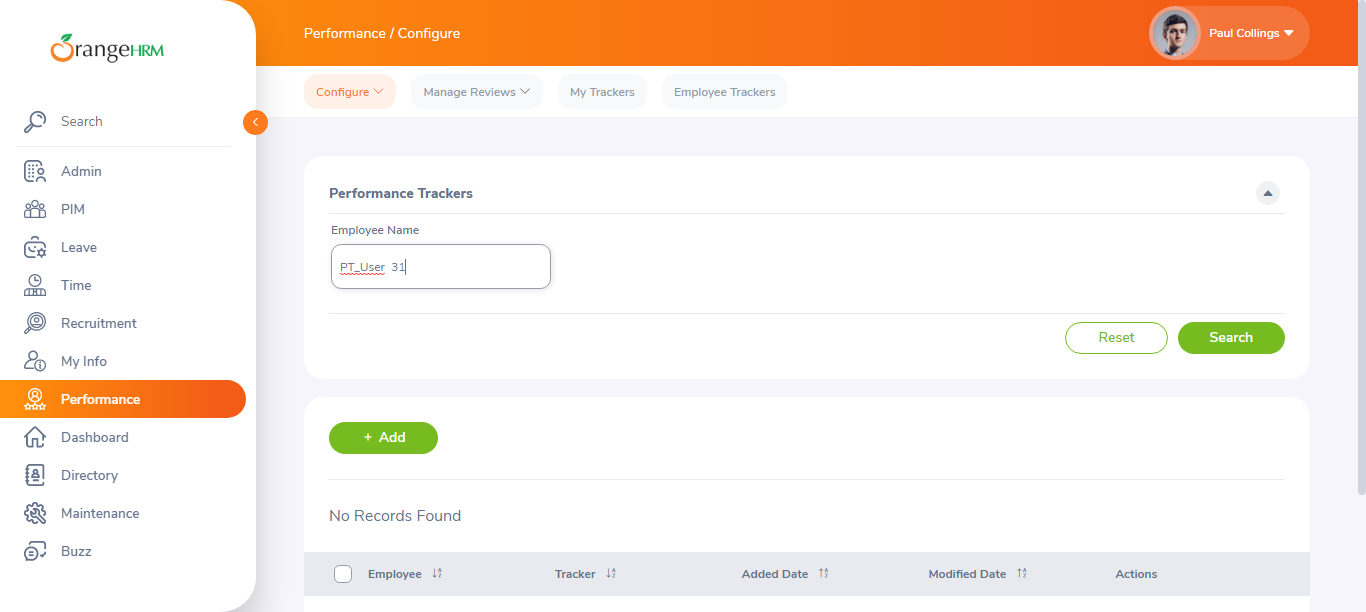 OrangeHRM
Performance / Configure
Paul Collings
Configure
Manage Reviews
My Trackers
Employee Trackers
Search
Admin
PIM
Leave
Time
Recruitment
My Info
Performance
Dashboard
Directory
Maintenance
Buzz
Performance Trackers
Employee Name
PT_User 31
Reset
Search
+ Add
No Records Found
Employee
Tracker
Added Date
Modified Date
Actions